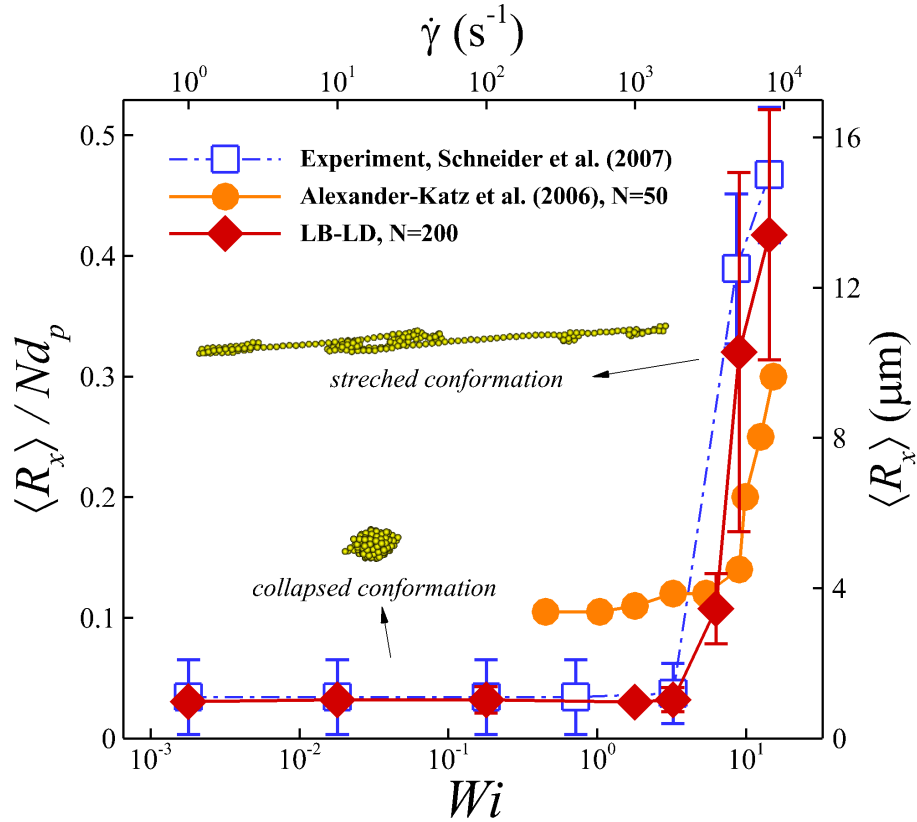 γ̇ (s⁻¹)
10⁰ 10¹ 10² 10³ 10⁴
0.5
0.4
0.3
0.2
0.1
0
⟨Rₓ⟩ / Nd_p
Experiment, Schneider et al. (2007)
Alexander-Katz et al. (2006), N=50
LB-LD, N=200
streched conformation
collapsed conformation
16
12
8
4
0
⟨Rₓ⟩ (μm)
10⁻³ 10⁻² 10⁻¹ 10⁰ 10¹
Wi